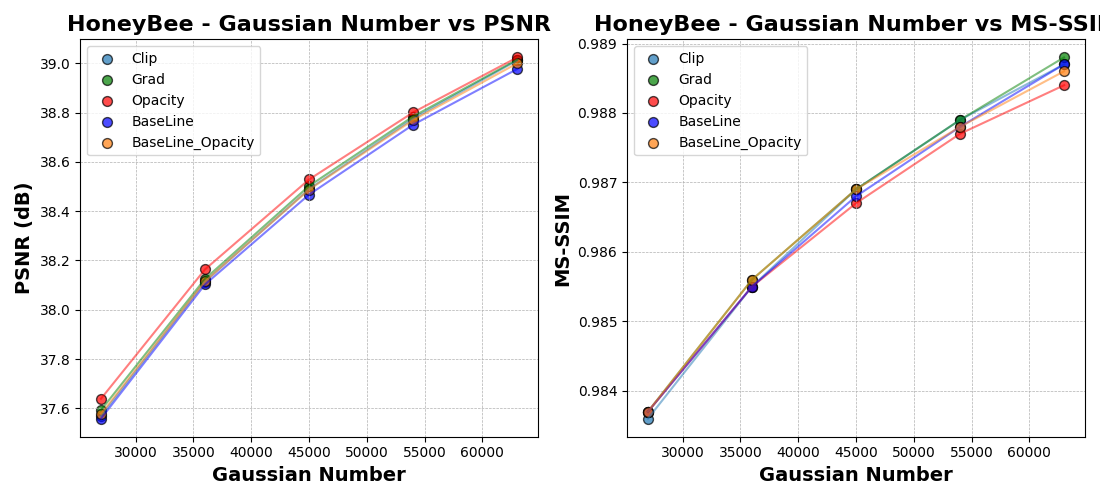 HoneyBee - Gaussian Number vs PSNR
Clip
Grad
Opacity
BaseLine
BaseLine_Opacity
39.0
38.8
38.6
38.4
38.2
38.0
37.8
37.6
PSNR (dB)
30000 35000 40000 45000 50000 55000 60000
Gaussian Number
HoneyBee - Gaussian Number vs MS-SSI
Clip
Grad
Opacity
BaseLine
BaseLine_Opacity
0.989
0.988
0.987
0.986
0.985
0.984
MS-SSIM
30000 35000 40000 45000 50000 55000 60000
Gaussian Number